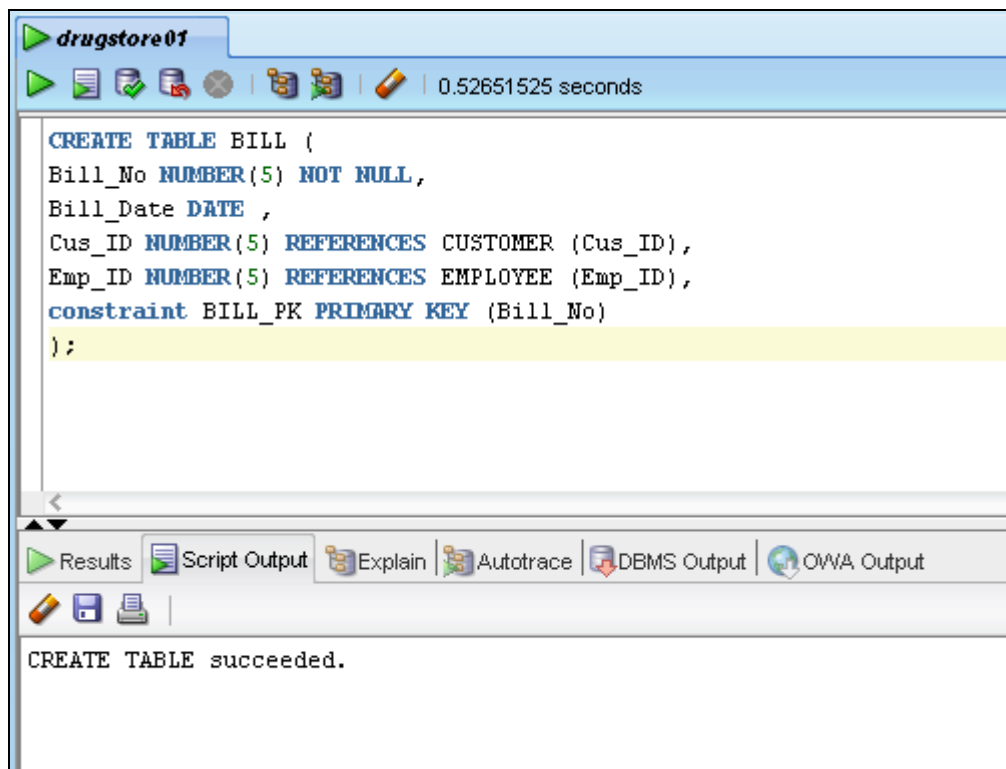 drugstore01
0.52651525 seconds
CREATE TABLE BILL (
Bill_No NUMBER(5) NOT NULL,
Bill_Date DATE ,
Cus_ID NUMBER(5) REFERENCES CUSTOMER (Cus_ID),
Emp_ID NUMBER(5) REFERENCES EMPLOYEE (Emp_ID),
constraint BILL_PK PRIMARY KEY (Bill_No)
);
Results Script Output Explain Autotrace DBMS Output OWA Output
CREATE TABLE succeeded.